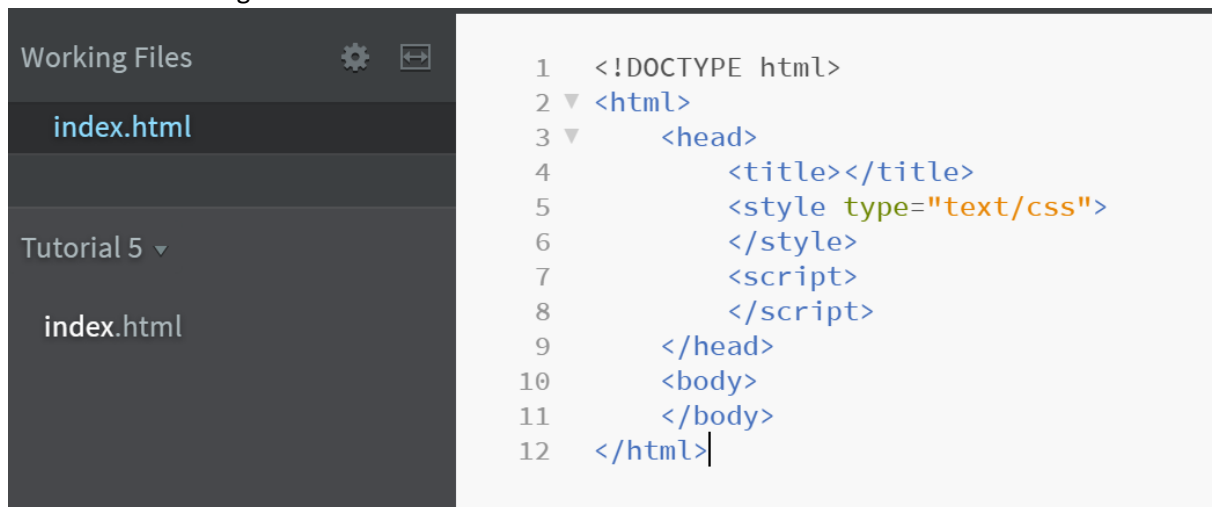 Working Files
index.html
Tutorial 5
index.html
1 <!DOCTYPE html>
2 <html>
3 <head>
4 <title></title>
5 <style type="text/css">
6 </style>
7 <script>
8 </script>
9 </head>
10 <body>
11 </body>
12 </html>